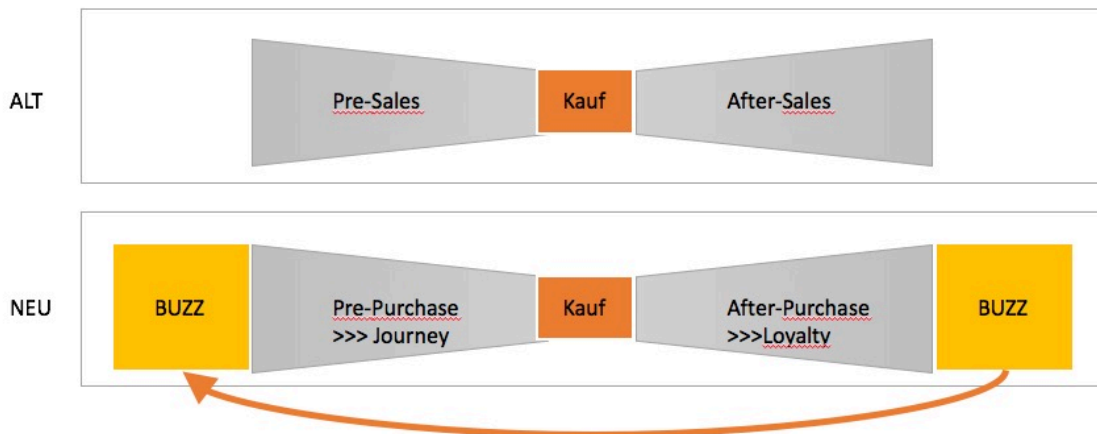 ALT
Pre-Sales
Kauf
After-Sales
NEU
BUZZ
Pre-Purchase
>>> Journey
Kauf
After-Purchase
>>>Loyalty
BUZZ